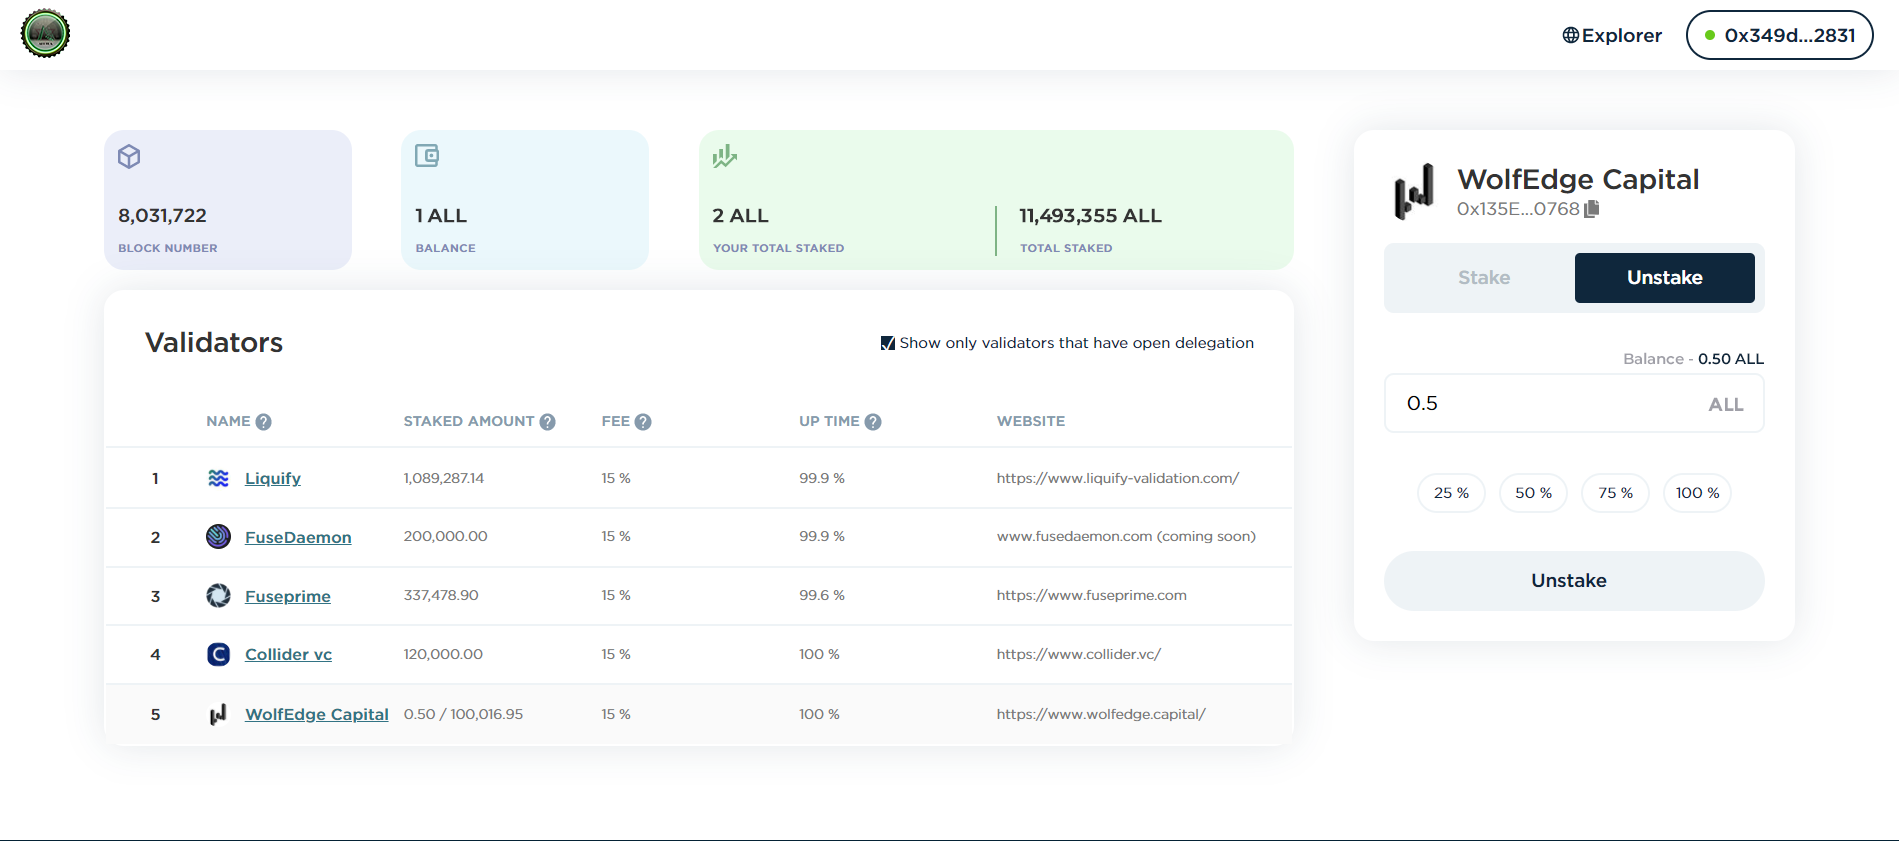 Explorer
0x349d...2831
8,031,722
BLOCK NUMBER
1 ALL
BALANCE
2 ALL
YOUR TOTAL STAKED
11,493,355 ALL
TOTAL STAKED
Validators
Show only validators that have open delegation
NAME ? STAKED AMOUNT ? FEE ? UP TIME ? WEBSITE
1 Liquify 1,089,287.14 15 % 99.9 % https://www.liquify-validation.com/
2 FuseDaemon 200,000.00 15 % 99.9 % www.fusedaemon.com (coming soon)
3 Fuseprime 337,478.90 15 % 99.6 % https://www.fuseprime.com
4 Collider vc 120,000.00 15 % 100 % https://www.collider.vc/
5 WolfEdge Capital 0.50 / 100,016.95 15 % 100 % https://www.wolfedge.capital/
WolfEdge Capital
0x135E...0768
Stake Unstake
Balance - 0.50 ALL
0.5 ALL
25 % 50 % 75 % 100 %
Unstake